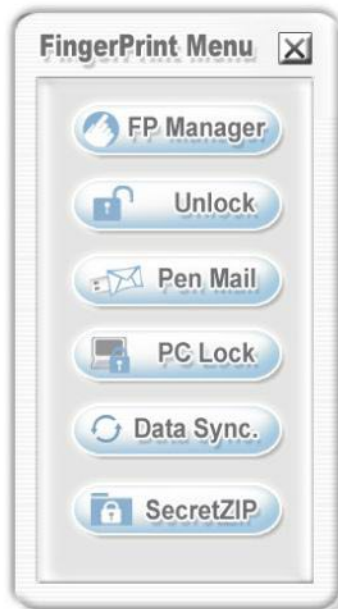 FingerPrint Menu
FP Manager
Unlock
Pen Mail
PC Lock
Data Sync.
SecretZIP